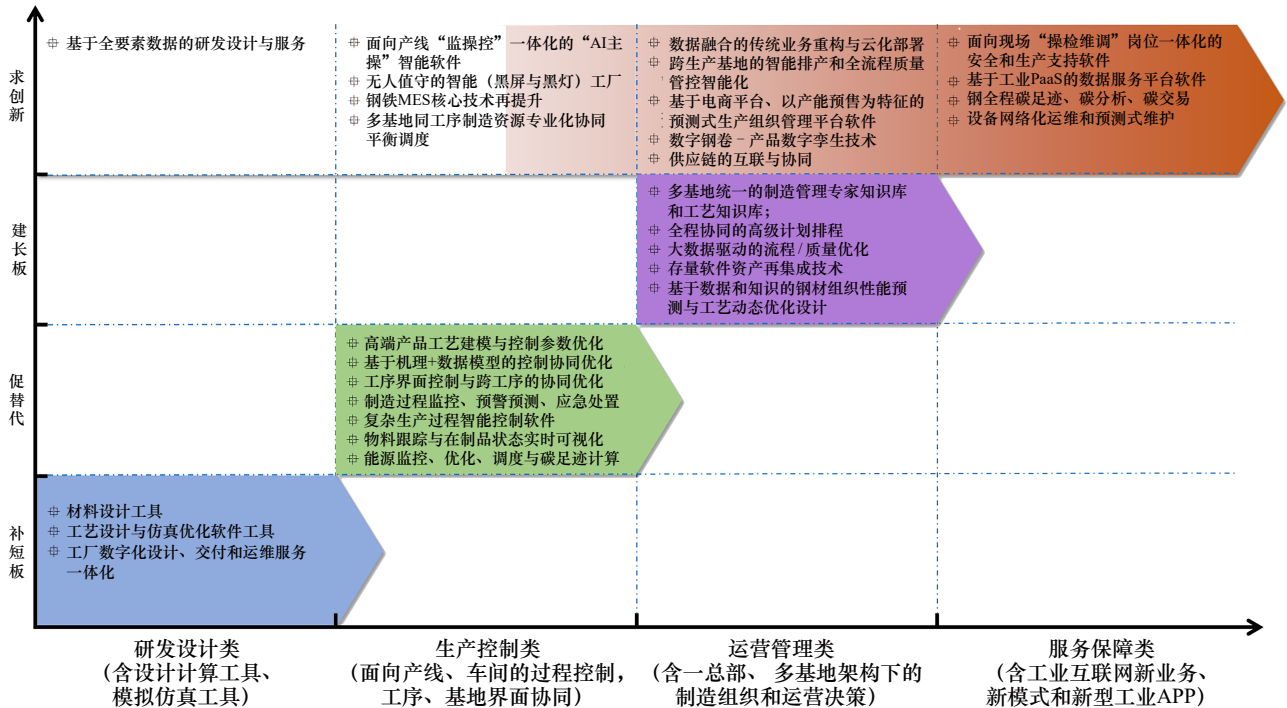 求创新
基于全要素数据的研发设计与服务
面向产线“监操控”一体化的“AI主
操”智能软件
无人值守的智能（黑屏与黑灯）工厂
钢铁MES核心技术再提升
多基地同工序制造资源专业化协同
平衡调度
数据融合的传统业务重构与云化部署
跨生产基地的智能排产和全流程质量
管控智能化
基于电商平台、以产能预售为特征的
预测式生产组织管理平台软件
数字钢卷–产品数字孪生技术
供应链的互联与协同
面向现场“操检维调”岗位一体化的
安全和生产支持软件
基于工业PaaS的数据服务平台软件
钢全程碳足迹、碳分析、碳交易
设备网络化运维和预测式维护
建长板
多基地统一的制造管理专家知识库
和工艺知识库；
全程协同的高级计划排程
大数据驱动的流程/质量优化
存量软件资产再集成技术
基于数据和知识的钢材组织性能预
测与工艺动态优化设计
促替代
高端产品工艺建模与控制参数优化
基于机理+数据模型的控制协同优化
工序界面控制与跨工序的协同优化
制造过程监控、预警预测、应急处置
复杂生产过程智能控制软件
物料跟踪与在制品状态实时可视化
能源监控、优化、调度与碳足迹计算
补短板
材料设计工具
工艺设计与仿真优化软件工具
工厂数字化设计、交付和运维服务
一体化
研发设计类
（含设计计算工具、
模拟仿真工具）
生产控制类
（面向产线、车间的过程控制，
工序、基地界面协同）
运营管理类
（含一总部、多基地架构下的
制造组织和运营决策）
服务保障类
（含工业互联网新业务、
新模式和新型工业APP）